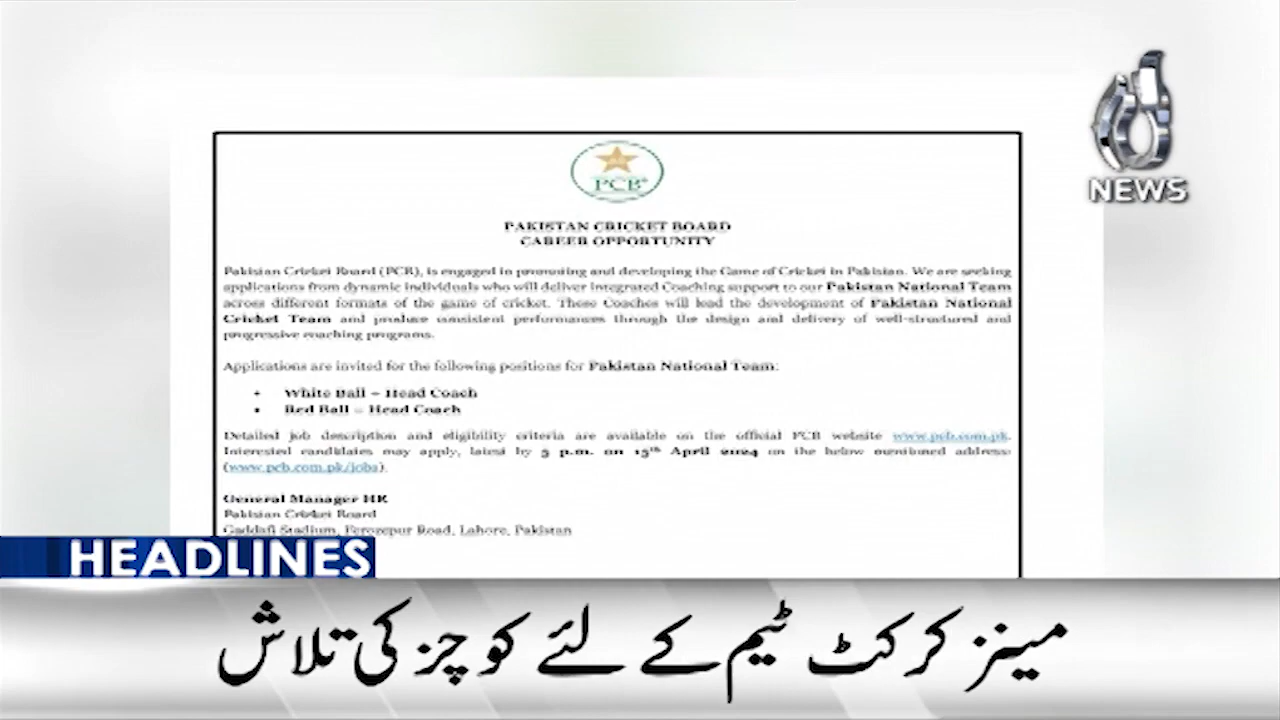 PCB
NEWS
PAKISTAN CRICKET BOARD
CAREER OPPORTUNITY
Pakistan Cricket Board (PCB), is engaged in promoting and developing the Game of Cricket in Pakistan. We are seeking
applications from dynamic individuals who will deliver integrated Coaching support to our Pakistan National Team
across different formats of the game of cricket. These Coaches will lead the development of Pakistan National
Cricket Team and produce consistent performances through the design and delivery of well-structured and
progressive coaching programs.
Applications are invited for the following positions for Pakistan National Team:
• White Ball – Head Coach
• Red Ball – Head Coach
Detailed job description and eligibility criteria are available on the official PCB website www.pcb.com.pk.
Interested candidates may apply, latest by 5 p.m. on 15th April 2024 on the below mentioned address:
(www.pcb.com.pk/jobs).
General Manager HR
Pakistan Cricket Board
Gaddafi Stadium, Ferozepur Road, Lahore, Pakistan
HEADLINES
مینز کرکٹ ٹیم کے لئے کوچز کی تلاش